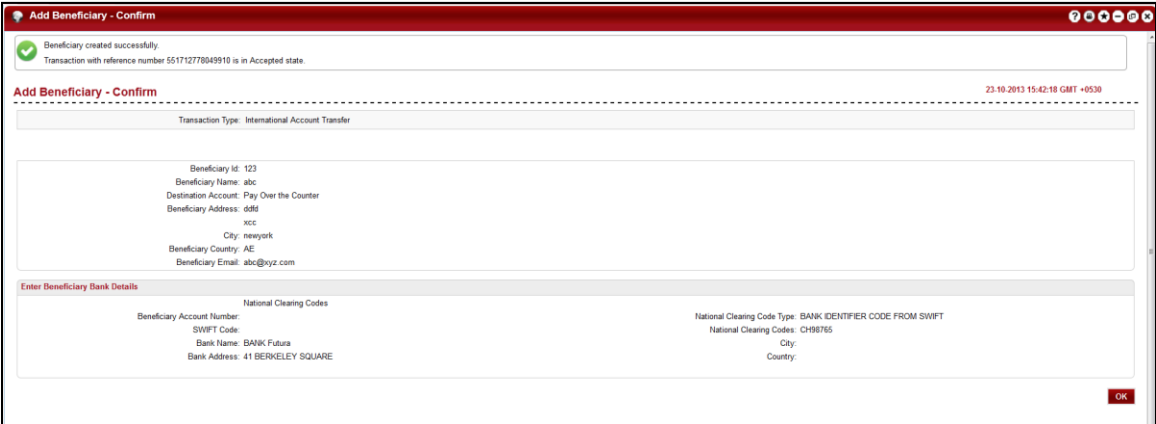 Add Beneficiary - Confirm
Beneficiary created successfully.
Transaction with reference number 551712778049910 is in Accepted state.
Add Beneficiary - Confirm
23-10-2013 15:42:18 GMT +0530
Transaction Type: International Account Transfer
Beneficiary Id: 123
Beneficiary Name: abc
Destination Account: Pay Over the Counter
Beneficiary Address: ddfd
xcc
City: newyork
Beneficiary Country: AE
Beneficiary Email: abc@xyz.com
Enter Beneficiary Bank Details
National Clearing Codes
Beneficiary Account Number: National Clearing Code Type: BANK IDENTIFIER CODE FROM SWIFT
SWIFT Code: National Clearing Codes: CH98765
Bank Name: BANK Futura City:
Bank Address: 41 BERKELEY SQUARE Country:
OK